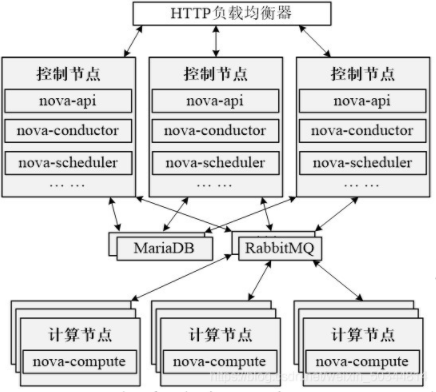 HTTP负载均衡器
控制节点 控制节点 控制节点
nova-api nova-api nova-api
nova-conductor nova-conductor nova-conductor
nova-scheduler nova-scheduler nova-scheduler
… … … … … …
MariaDB RabbitMQ
计算节点 计算节点 计算节点
nova-compute nova-compute nova-compute